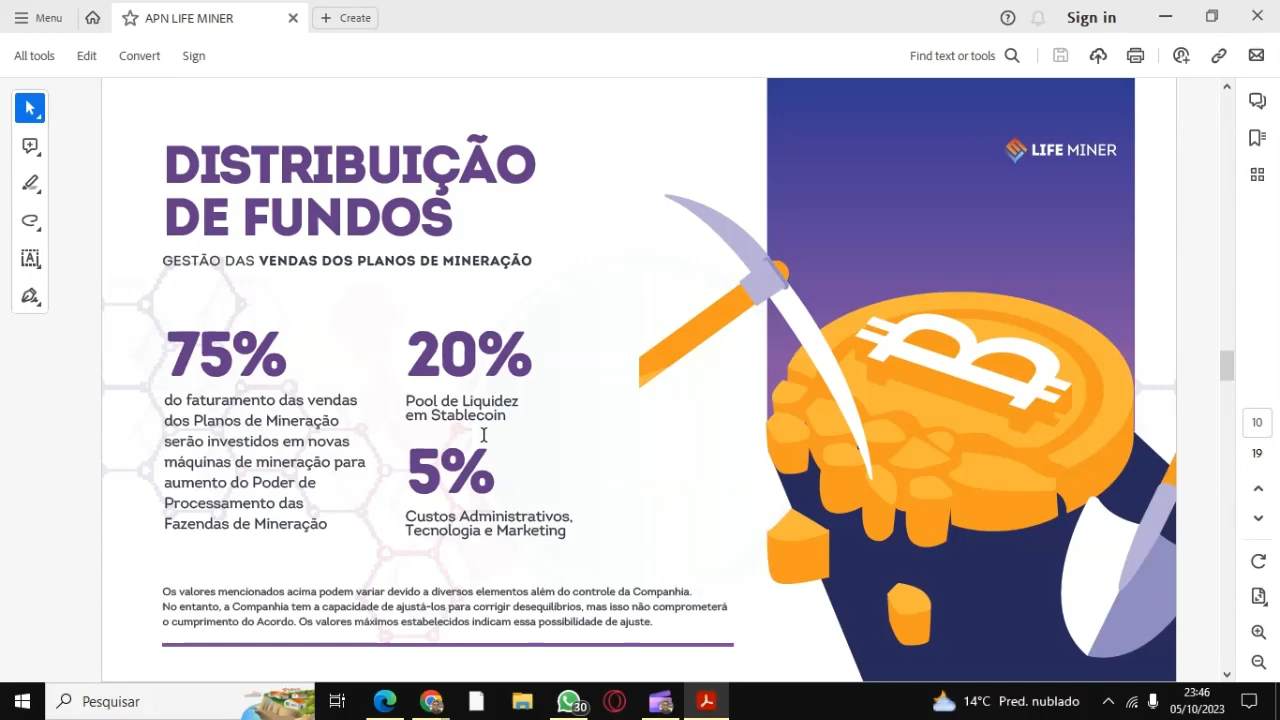 Menu
APN LIFE MINER
Create
Sign in
All tools
Edit
Convert
Sign
Find text or tools
LIFE MINER
DISTRIBUIÇÃO
DE FUNDOS
GESTÃO DAS VENDAS DOS PLANOS DE MINERAÇÃO
75%
do faturamento das vendas
dos Planos de Mineração
serão investidos em novas
máquinas de mineração para
aumento do Poder de
Processamento das
Fazendas de Mineração
20%
Pool de Liquidez
em Stablecoin
5%
Custos Administrativos,
Tecnologia e Marketing
Os valores mencionados acima podem variar devido a diversos elementos além do controle da Companhia.
No entanto, a Companhia tem a capacidade de ajustá-los para corrigir desequilíbrios, mas isso não comprometerá
o cumprimento do Acordo. Os valores máximos estabelecidos indicam essa possibilidade de ajuste.
10
19
Pesquisar
30
14°C Pred. nublado
23:46
05/10/2023